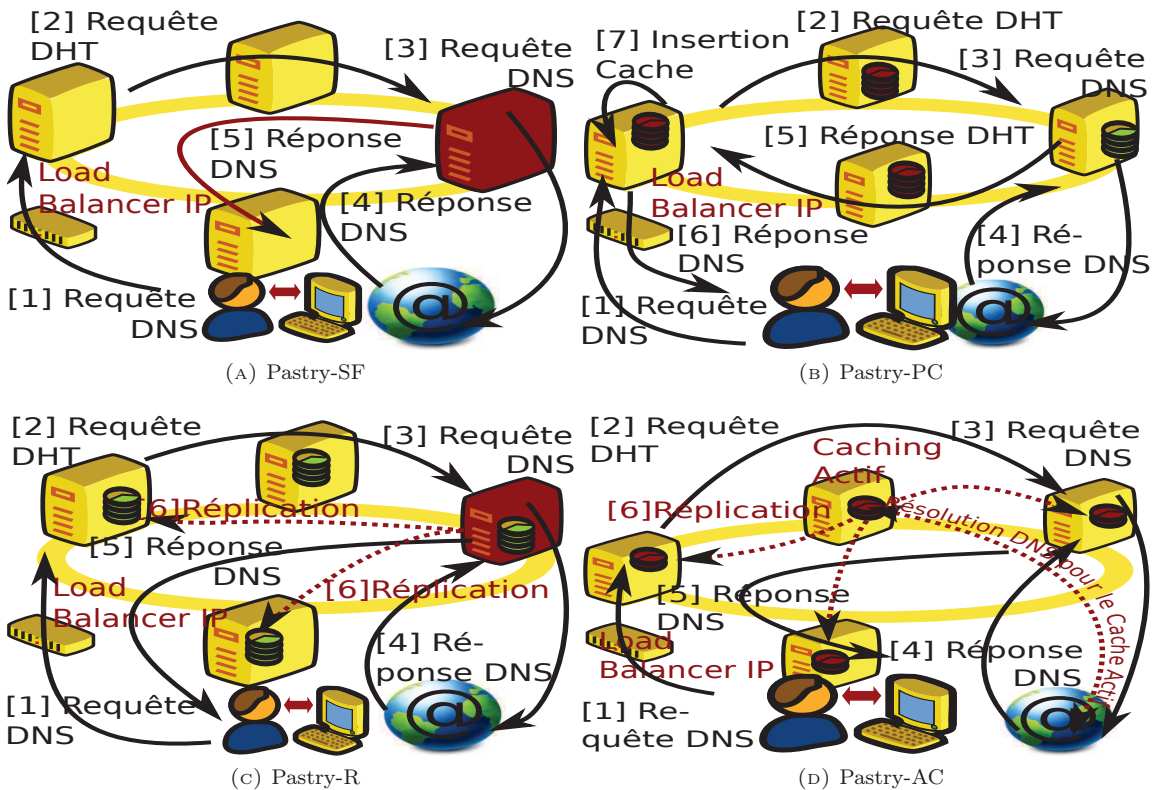 [2] Requête
DHT
[3] Requête
DNS
[5] Réponse
DNS
Load
Balancer IP
[4] Réponse
DNS
[1] Requête
DNS
@
(A) Pastry-SF
[2] Requête DHT
[7] Insertion
Cache
[3] Requête
DNS
[5] Réponse DHT
Load
Balancer IP
[6] Réponse
DNS
[4] Ré-
ponse DNS
[1] Requête
DNS
@
(B) Pastry-PC
[2] Requête
DHT
[3] Requête
DNS
[6]Réplication
[5] Réponse
DNS
Load
Balancer IP
[6]Réplication
[4] Ré-
ponse DNS
[1] Requête
DNS
@
(C) Pastry-R
[2] Requête
DHT
[3] Requête
DNS
Caching
Actif
[6]Réplication
Résolution DNS pour le Cache Actif
[5] Réponse
DNS
Load
Balancer IP
[4] Réponse
DNS
[1] Re-
quête DNS
@
(D) Pastry-AC